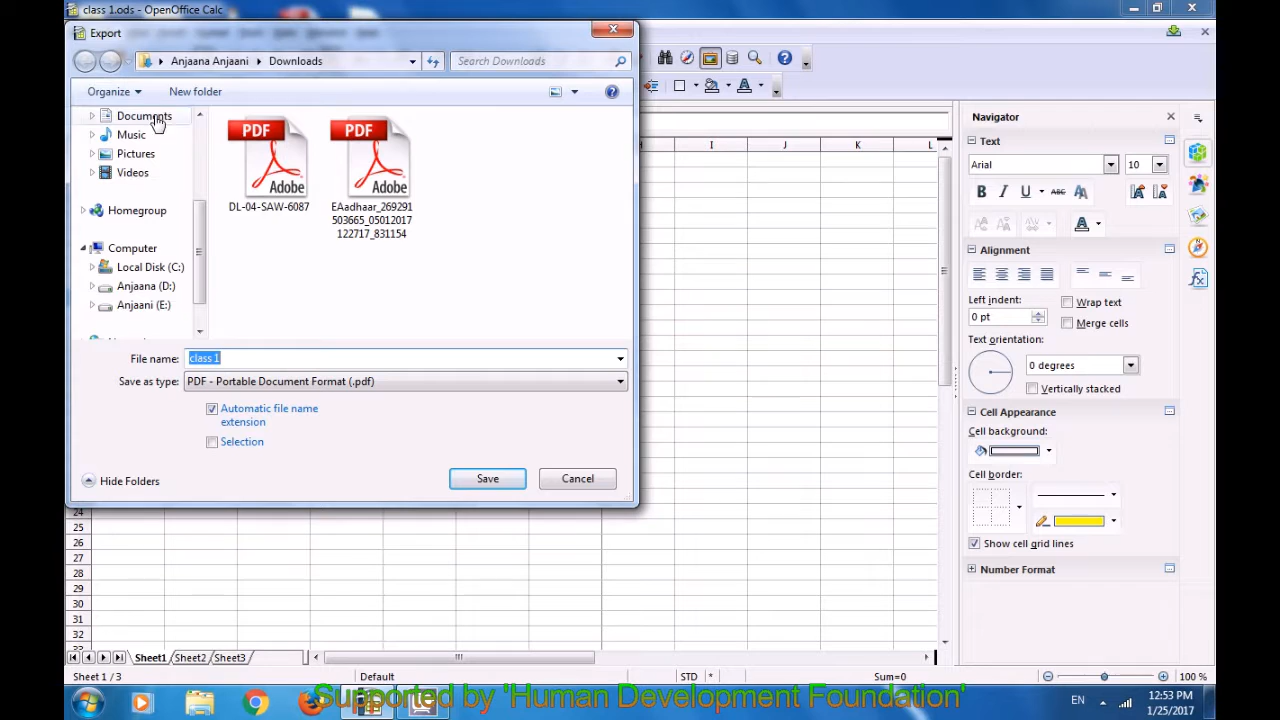 class 1.ods - OpenOffice Calc
Export
Anjaana Anjaani
Downloads
Search Downloads
Organize
New folder
Documents
Music
Pictures
Videos
Homegroup
Computer
Local Disk (C:)
Anjaana (D:)
Anjaani (E:)
PDF
Adobe
DL-04-SAW-6087
PDF
Adobe
EAadhaar_269291
503665_05012017
122717_831154
File name:
class 1
Save as type:
PDF - Portable Document Format (.pdf)
Automatic file name
extension
Selection
Hide Folders
Save
Cancel
I
J
K
L
24
25
26
27
28
29
30
31
32
Sheet1
Sheet2
Sheet3
Sheet 1 / 3
Default
STD
*
Sum=0
100 %
Navigator
Text
Arial
10
B
I
U
ABC
Alignment
Left indent:
0 pt
Wrap text
Merge cells
Text orientation:
0 degrees
Vertically stacked
Cell Appearance
Cell background:
Cell border:
Show cell grid lines
Number Format
Supported by 'Human Development Foundation'
EN
12:53 PM
1/25/2017